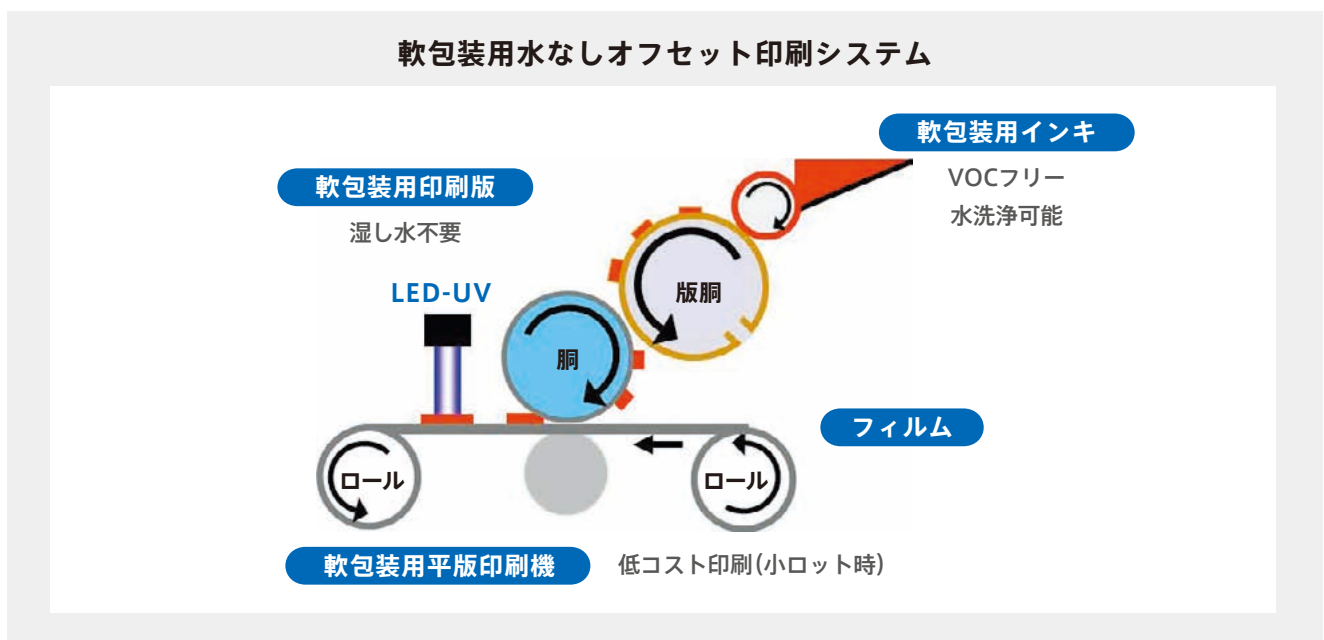 軟包装用水なしオフセット印刷システム
軟包装用インキ
VOCフリー
水洗浄可能
軟包装用印刷版
湿し水不要
LED-UV
版胴
胴
フィルム
ロール
ロール
軟包装用平版印刷機
低コスト印刷(小ロット時)